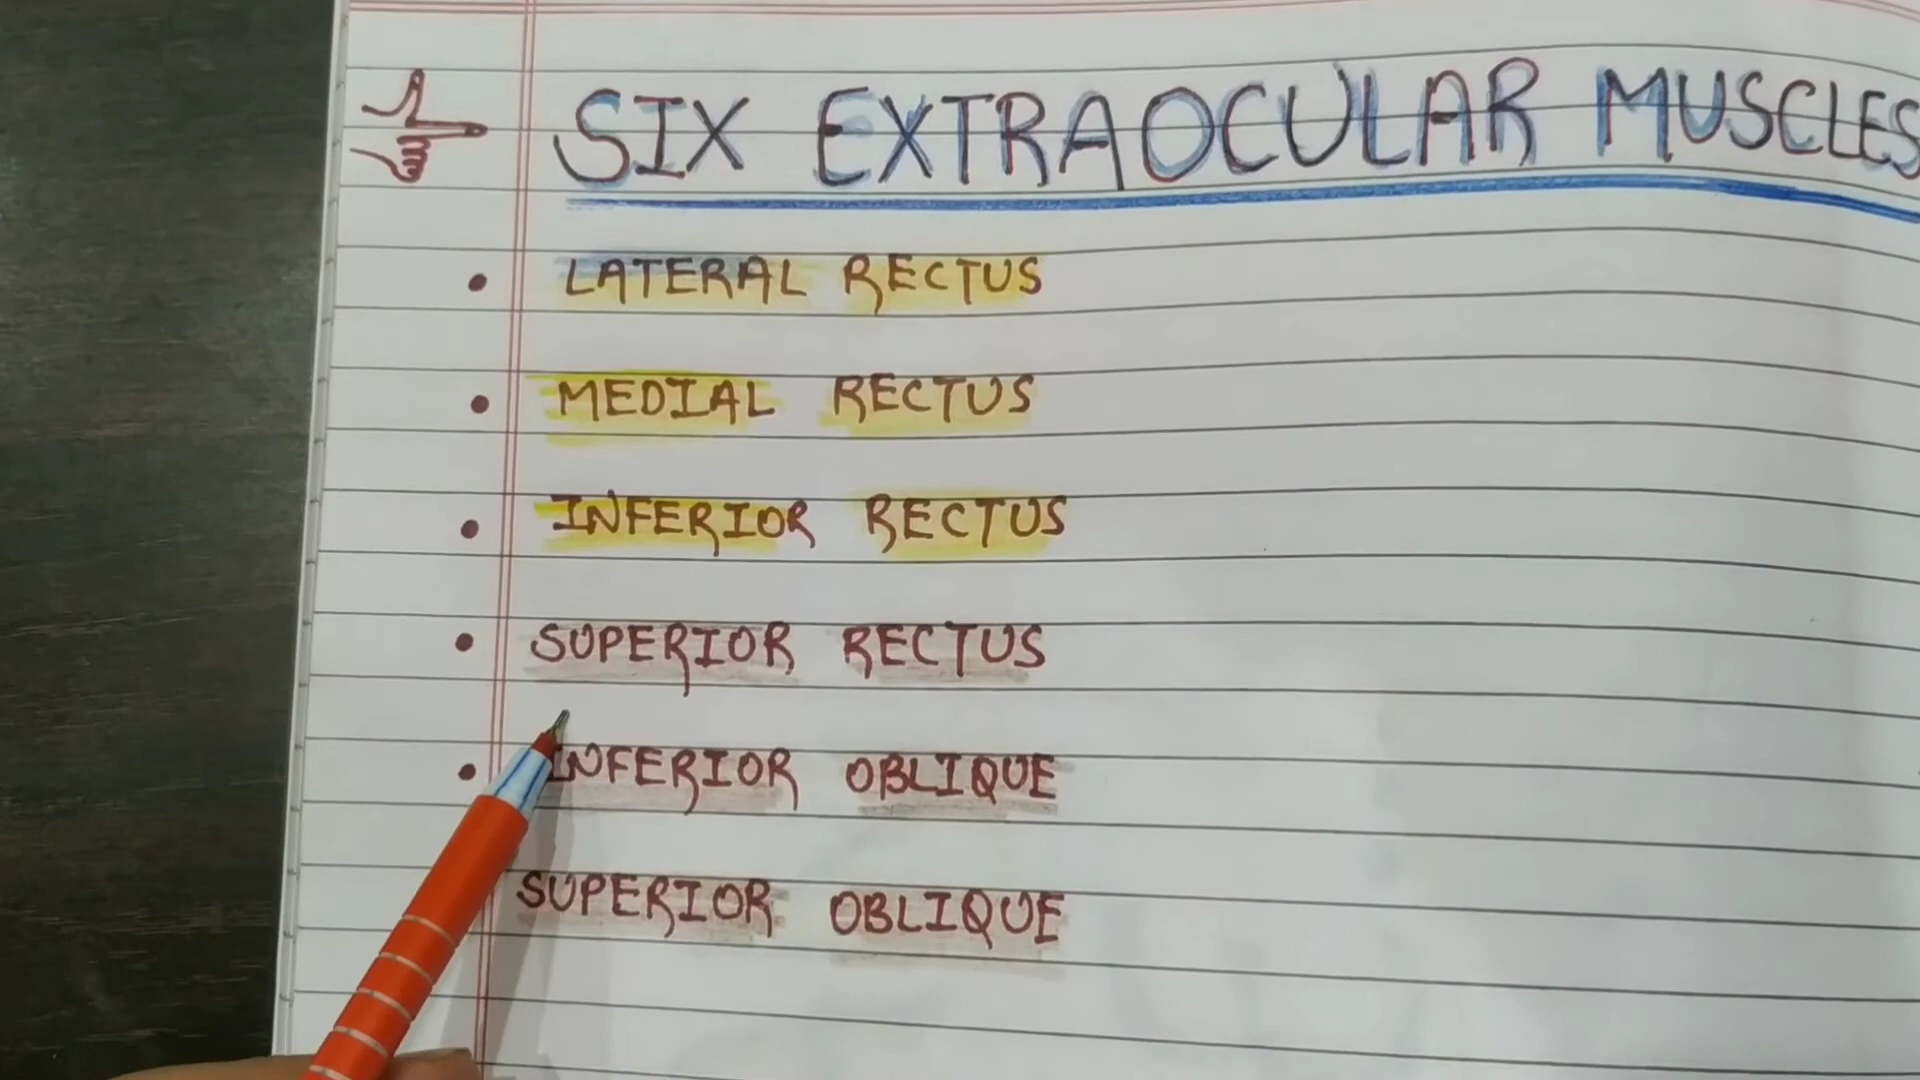 SIX EXTRAOCULAR MUSCLES
• LATERAL RECTUS
• MEDIAL RECTUS
• INFERIOR RECTUS
• SUPERIOR RECTUS
• INFERIOR OBLIQUE
SUPERIOR OBLIQUE